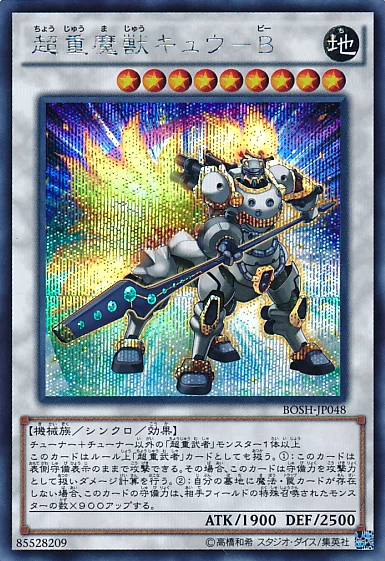 超重魔獣キュウ-B
地
BOSH-JP048
【機械族/シンクロ/効果】
チューナー+チューナー以外の「超重武者」モンスター1体以上
このカードはルール上「超重武者」カードとしても扱う。①:このカードは
表側守備表示のままで攻撃できる。その場合、このカードは守備力を攻撃力
として扱いダメージ計算を行う。②:自分の墓地に魔法・罠カードが存在
しない場合、このカードの守備力は、相手フィールドの特殊召喚されたモンス
ターの数×900アップする。
ATK/1900 DEF/2500
85528209
©高橋和希 スタジオ・ダイス/集英社